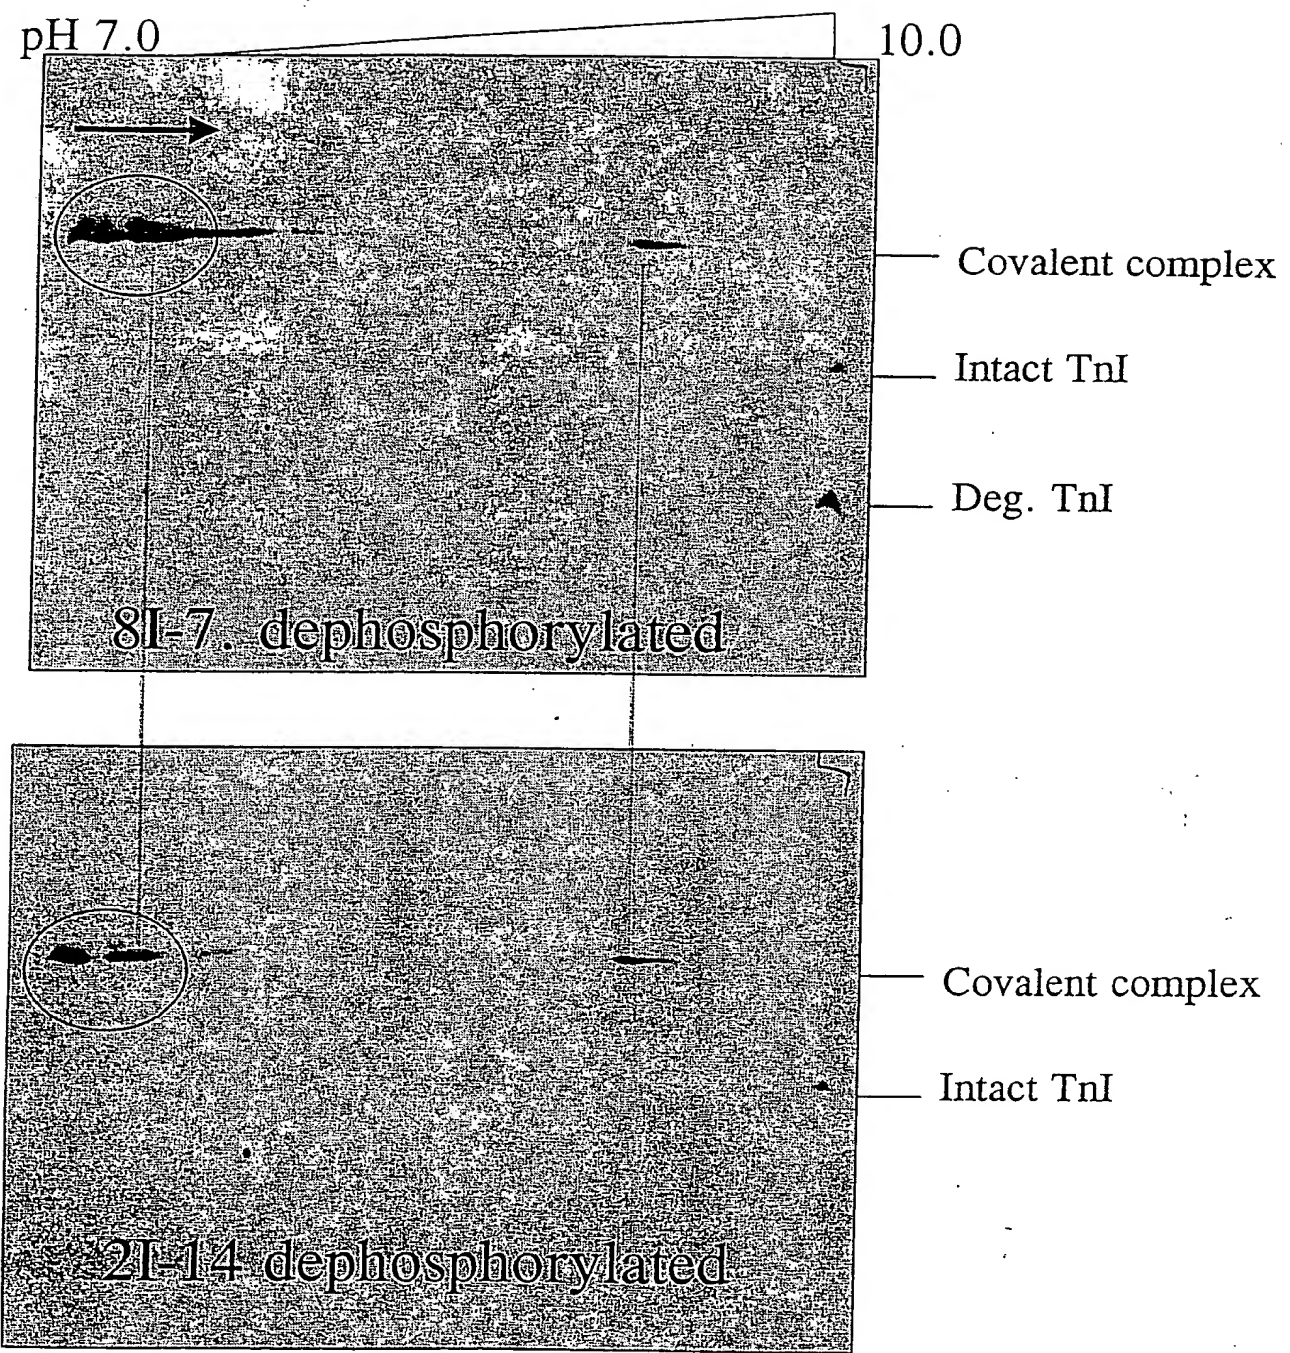 pH 7.0 10.0
Covalent complex
Intact TnI
Deg. TnI
8I-7. dephosphorylated
Covalent complex
Intact TnI
2I-14 dephosphorylated